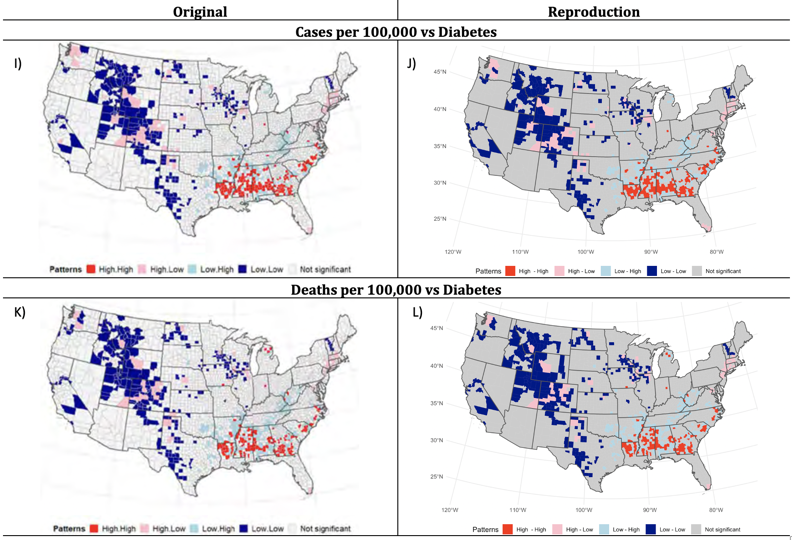 Original Reproduction
Cases per 100,000 vs Diabetes
I) J)
45°N
40°N
35°N
30°N
25°N
120°W 100°W 90°W 80°W
Patterns High.High High.Low Low.High Low.Low Not significant
Patterns High - High High - Low Low - High Low - Low Not significant
Deaths per 100,000 vs Diabetes
K) L)
45°N
40°N
35°N
30°N
25°N
120°W 100°W 90°W 80°W
Patterns High.High High.Low Low.High Low.Low Not significant
Patterns High - High High - Low Low - High Low - Low Not significant